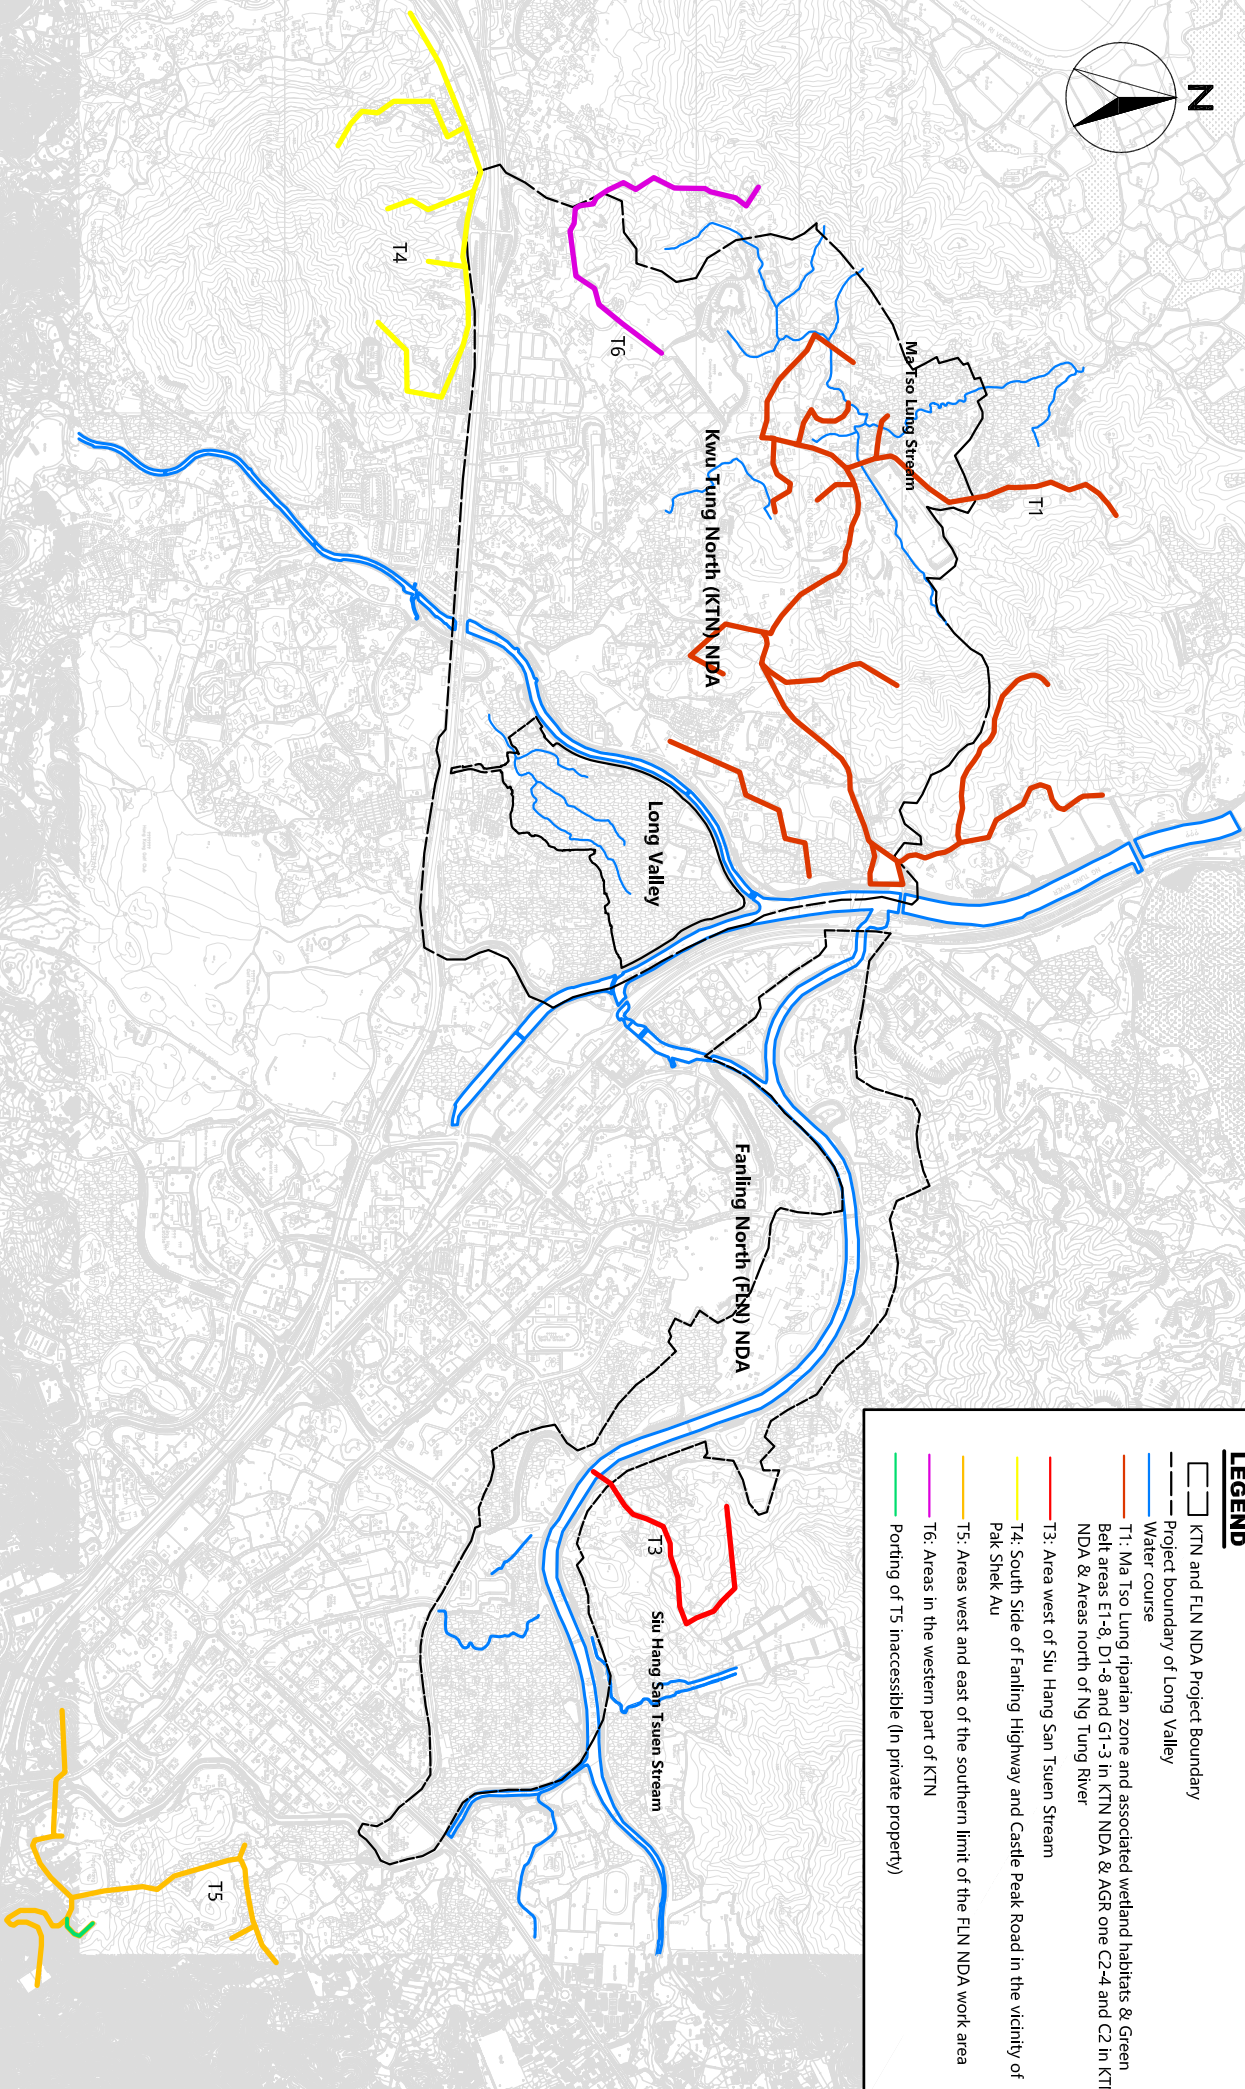 N
T4
T6
Ma Tso Lung Stream
T1
Kwu Tung North (KTN) NDA
Long Valley
Fanling North (FLN) NDA
T3
Siu Hang San Tsuen Stream
T5
LEGEND
KTN and FLN NDA Project Boundary
Project boundary of Long Valley
Water course
T1: Ma Tso Lung riparian zone and associated wetland habitats & Green
Belt areas E1-8, D1-8 and G1-3 in KTN NDA & AGR one C2-4 and C2 in KT
NDA & Areas north of Ng Tung River
T3: Area west of Siu Hang San Tsuen Stream
T4: South Side of Fanling Highway and Castle Peak Road in the vicinity of
Pak Shek Au
T5: Areas west and east of the southern limit of the FLN NDA work area
T6: Areas in the western part of KTN
Porting of T5 inaccessible (In private property)